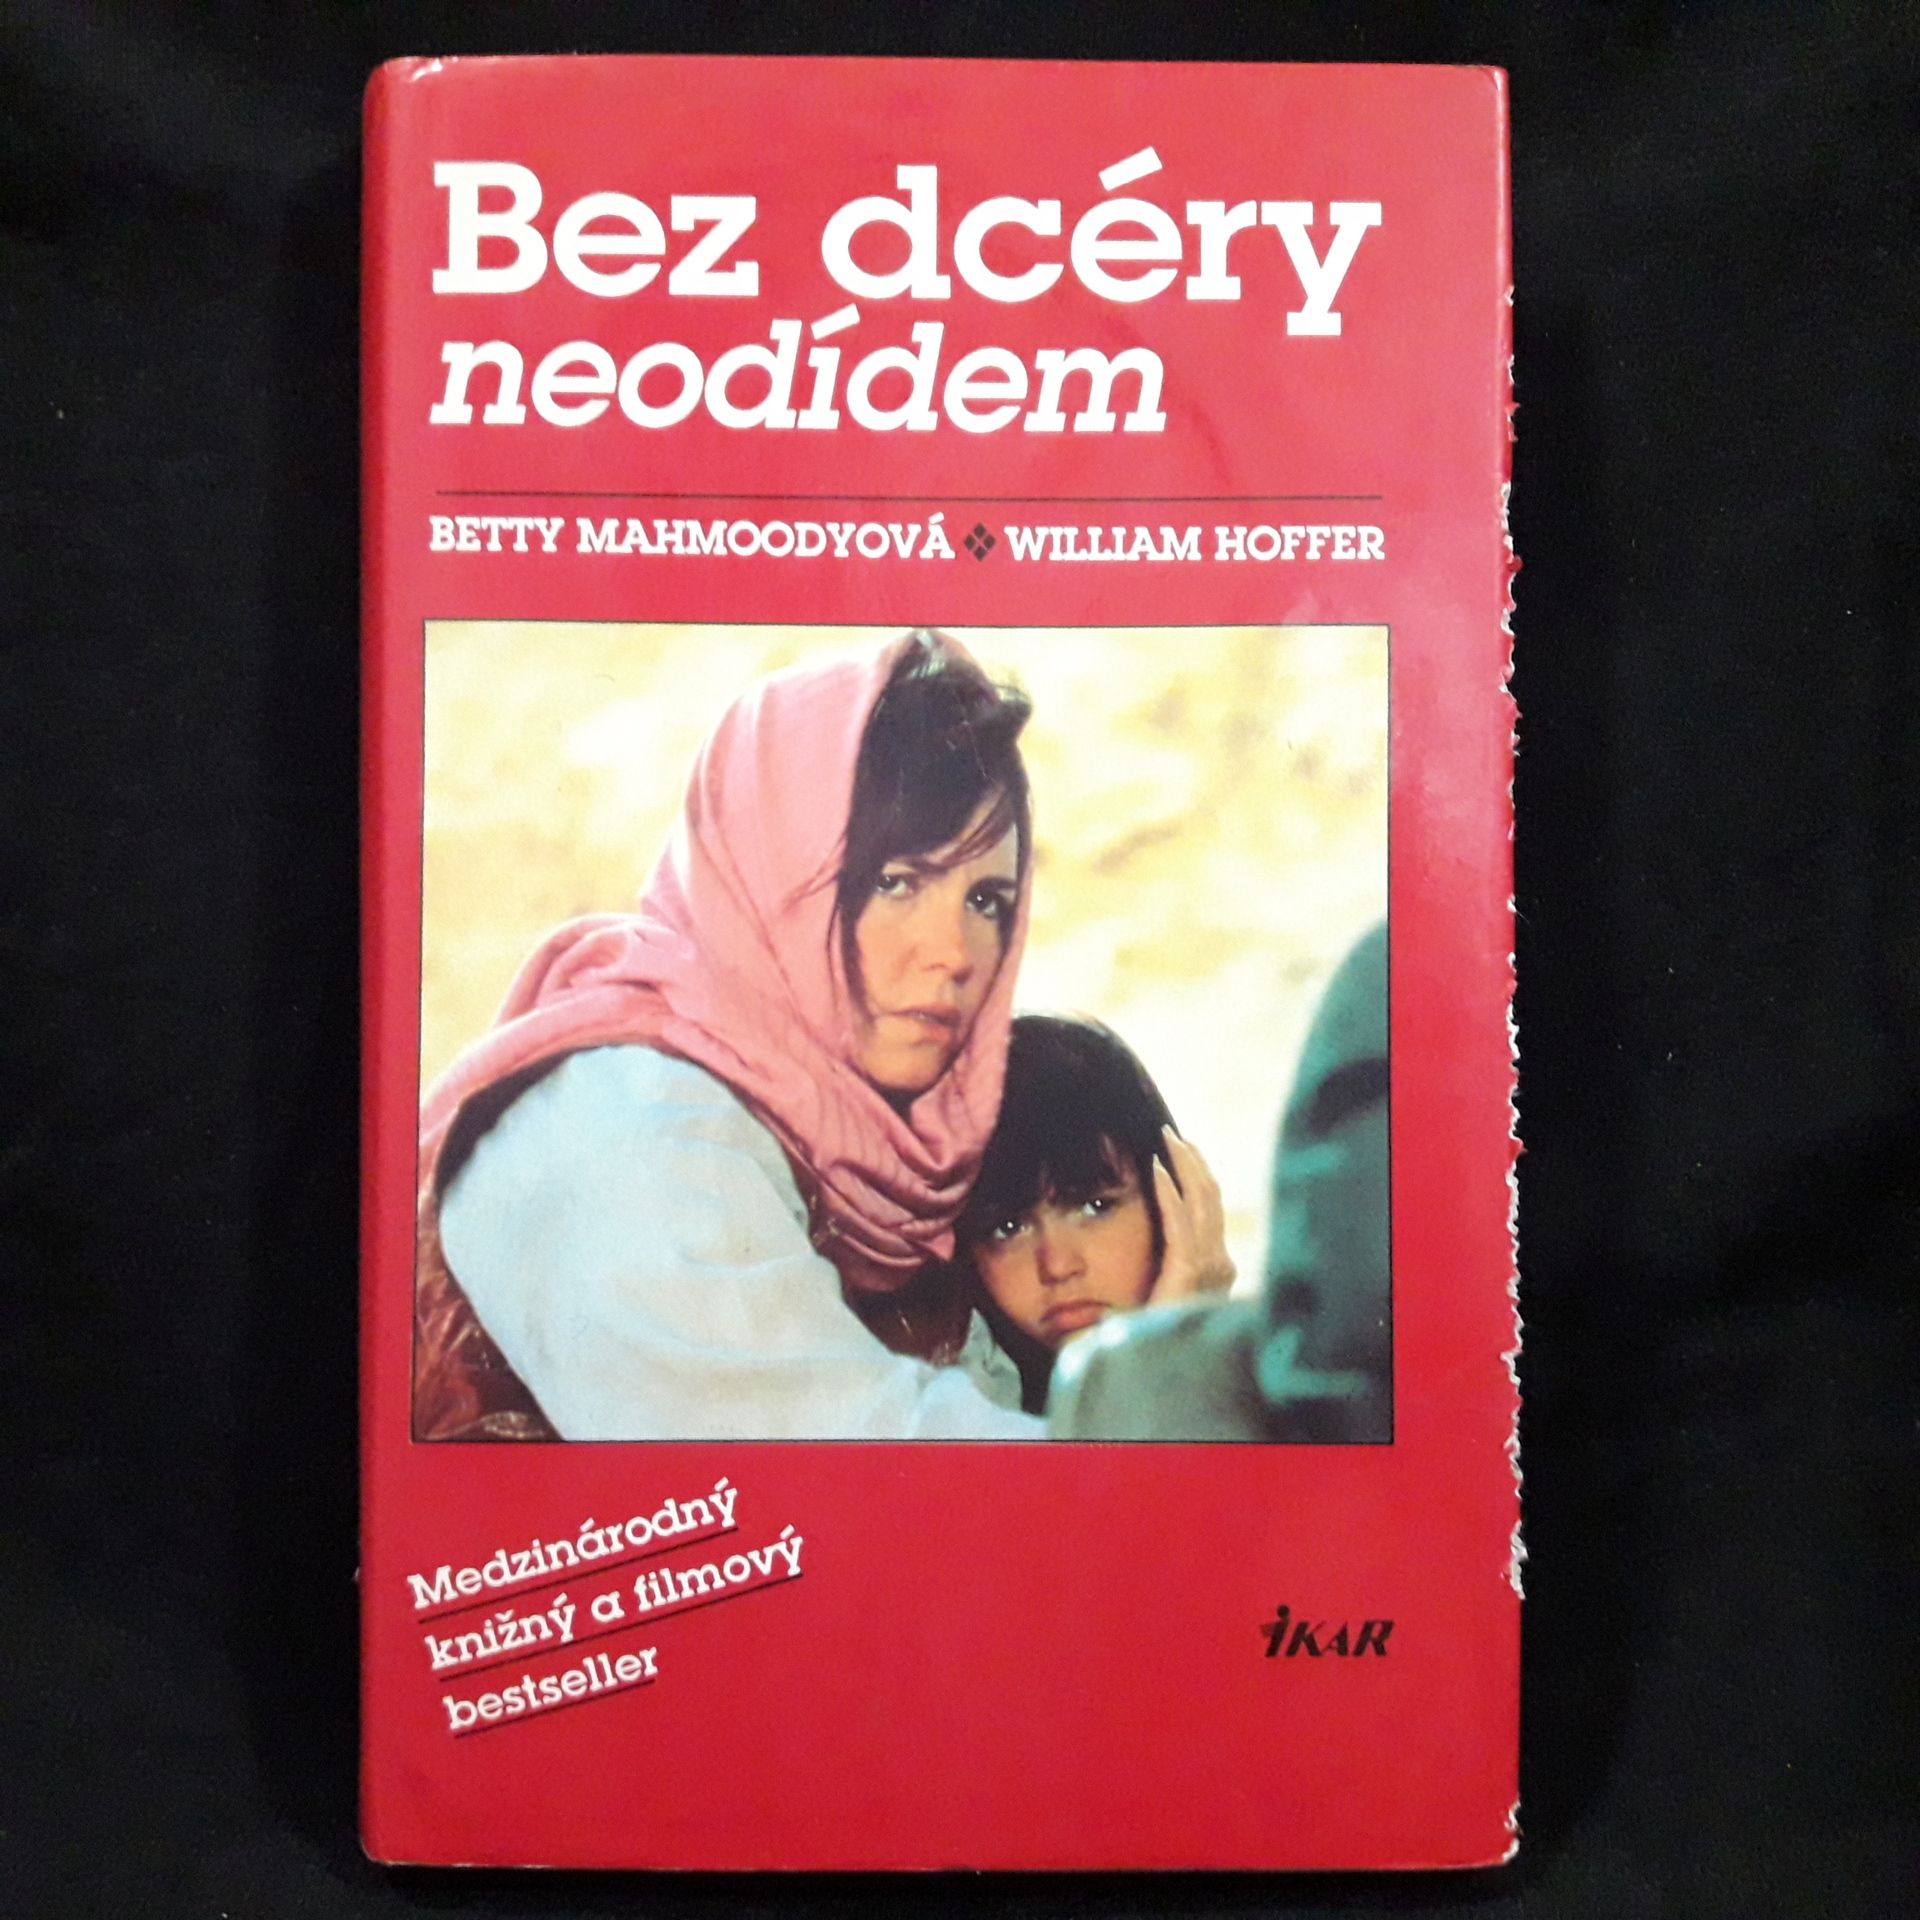 Bez dcéry
neodídem
BETTY MAHMOODYOVÁ ❖ WILLIAM HOFFER
Medzinárodný
knižný a filmový
bestseller
IKAR